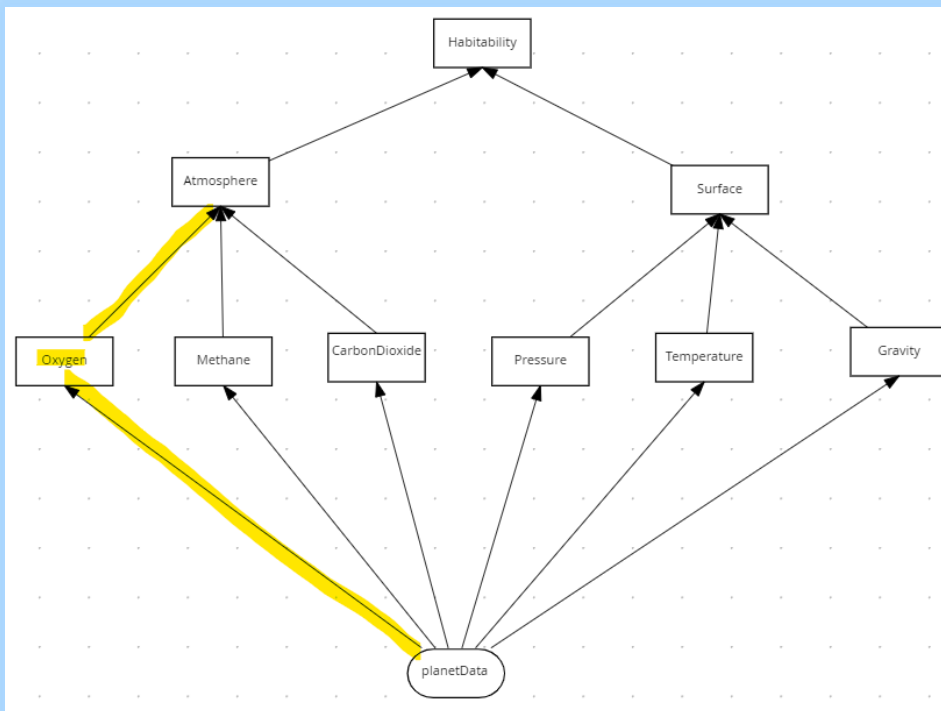 Habitability
Atmosphere
Surface
Oxygen
Methane
CarbonDioxide
Pressure
Temperature
Gravity
planetData